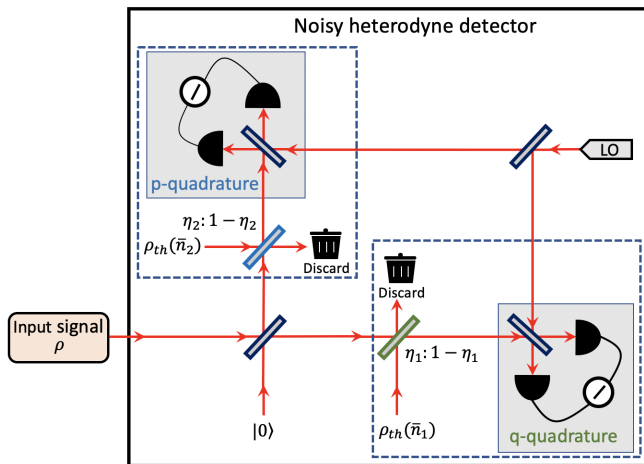 Noisy heterodyne detector
p-quadrature
LO
η₂: 1 − η₂
ρₜₕ(n̄₂)
Discard
Discard
Input signal
ρ
η₁: 1 − η₁
|0⟩
ρₜₕ(n̄₁)
q-quadrature